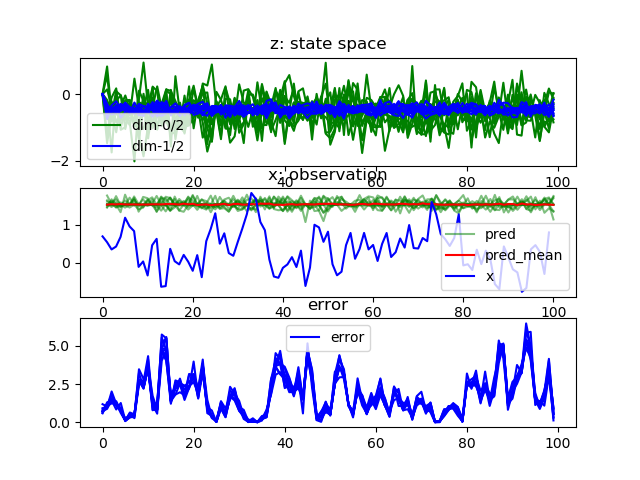 z: state space
0
−2
dim-0/2
dim-1/2
0 20 40 60 80 100
x: observation
1
0
pred
pred_mean
x
0 20 40 60 80 100
error
5.0
2.5
0.0
error
0 20 40 60 80 100